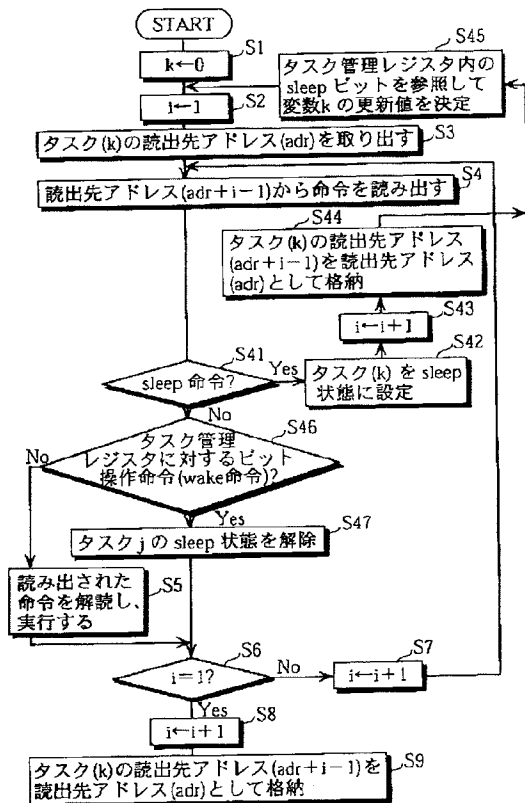 START
S1
k←0
S45
タスク管理レジスタ内の
sleep ビットを参照して
変数k の更新値を決定
S2
i←1
S3
タスク(k)の読出先アドレス(adr)を取り出す
S4
読出先アドレス(adr+i−1)から命令を読み出す
S44
タスク(k)の読出先アドレス
(adr+i−1)を読出先アドレス
(adr)として格納
S43
i←i+1
S41
sleep 命令?
Yes
S42
タスク(k) を sleep
状態に設定
No
S46
タスク管理
レジスタに対するビット
操作命令(wake命令)?
No
Yes
S47
タスク j の sleep 状態を解除
S5
読み出された
命令を解読し、
実行する
S6
i=1?
No
S7
i←i+1
Yes
S8
i←i+1
S9
タスク(k)の読出先アドレス(adr+i−1)を
読出先アドレス(adr)として格納